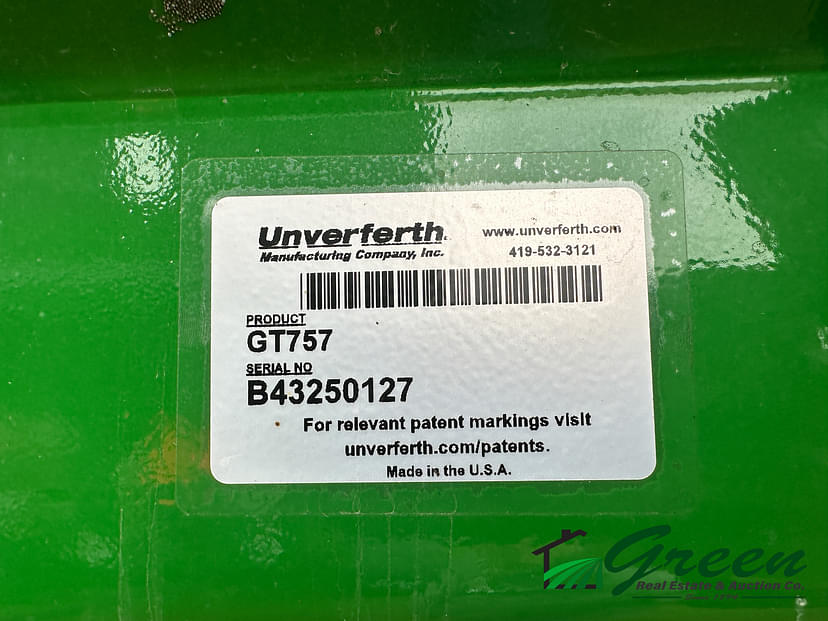 Unverferth
Manufacturing Company, Inc.
www.unverferth.com
419-532-3121
PRODUCT
GT757
SERIAL NO
B43250127
For relevant patent markings visit
unverferth.com/patents.
Made in the U.S.A.
Green
Real Estate & Auction Co.